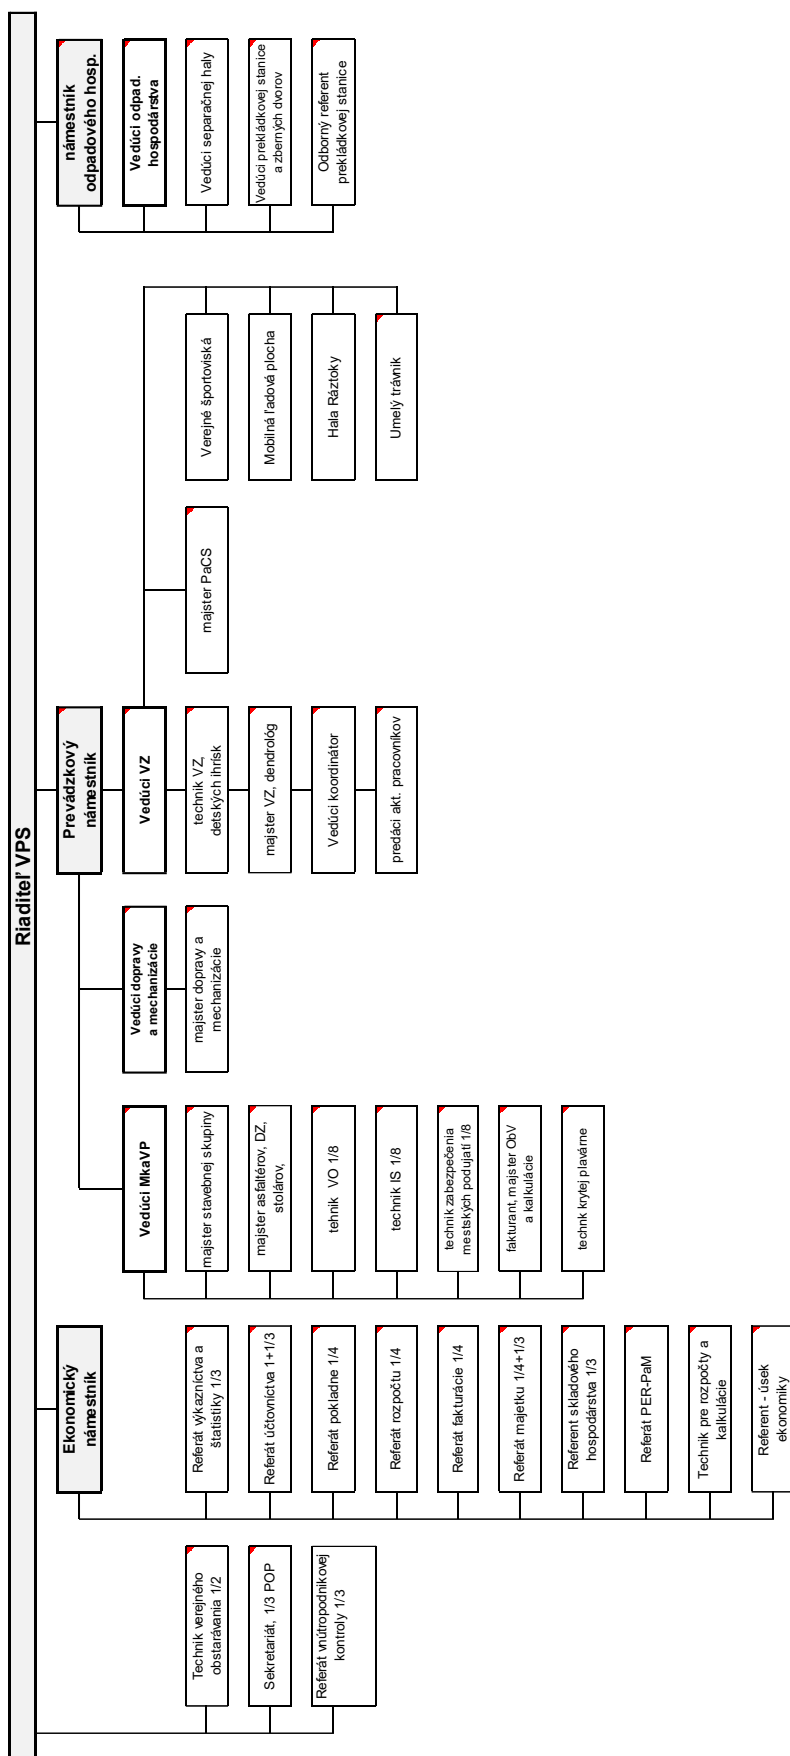 Riaditeľ VPS
Technik verejného
obstarávania 1/2
Sekretariát, 1/3 POP
Referát vnútropodnikovej
kontroly 1/3
Ekonomický
námestník
Referát výkazníctva a
štatistiky 1/3
Referát účtovníctva 1+1/3
Referát pokladne 1/4
Referát rozpočtu 1/4
Referát fakturácie 1/4
Referát majetku 1/4+1/3
Referent skladového
hospodárstva 1/3
Referát PER-PaM
Technik pre rozpočty a
kalkulácie
Referent - úsek
ekonomiky
Prevádzkový
námestník
Vedúci MkaVP
majster stavebnej skupiny
majster asfaltérov, DZ,
stolárov,
tehnik VO 1/8
technik IS 1/8
technik zabezpečenia
mestských podujatí 1/8
fakturant, majster ObV
a kalkulácie
technk krytej plavárne
Vedúci dopravy
a mechanizácie
majster dopravy a
mechanizácie
Vedúci VZ
technik VZ,
detských ihrísk
majster VZ, dendrológ
Vedúci koordinátor
predáci akt. pracovníkov
majster PaCS
Verejné športoviská
Mobilná ľadová plocha
Hala Ráztoky
Umelý trávnik
námestník
odpadového hosp.
Vedúci odpad.
hospodárstva
Vedúci separačnej haly
Vedúci prekládkovej stanice
a zberných dvorov
Odborný referent
prekládkovej stanice